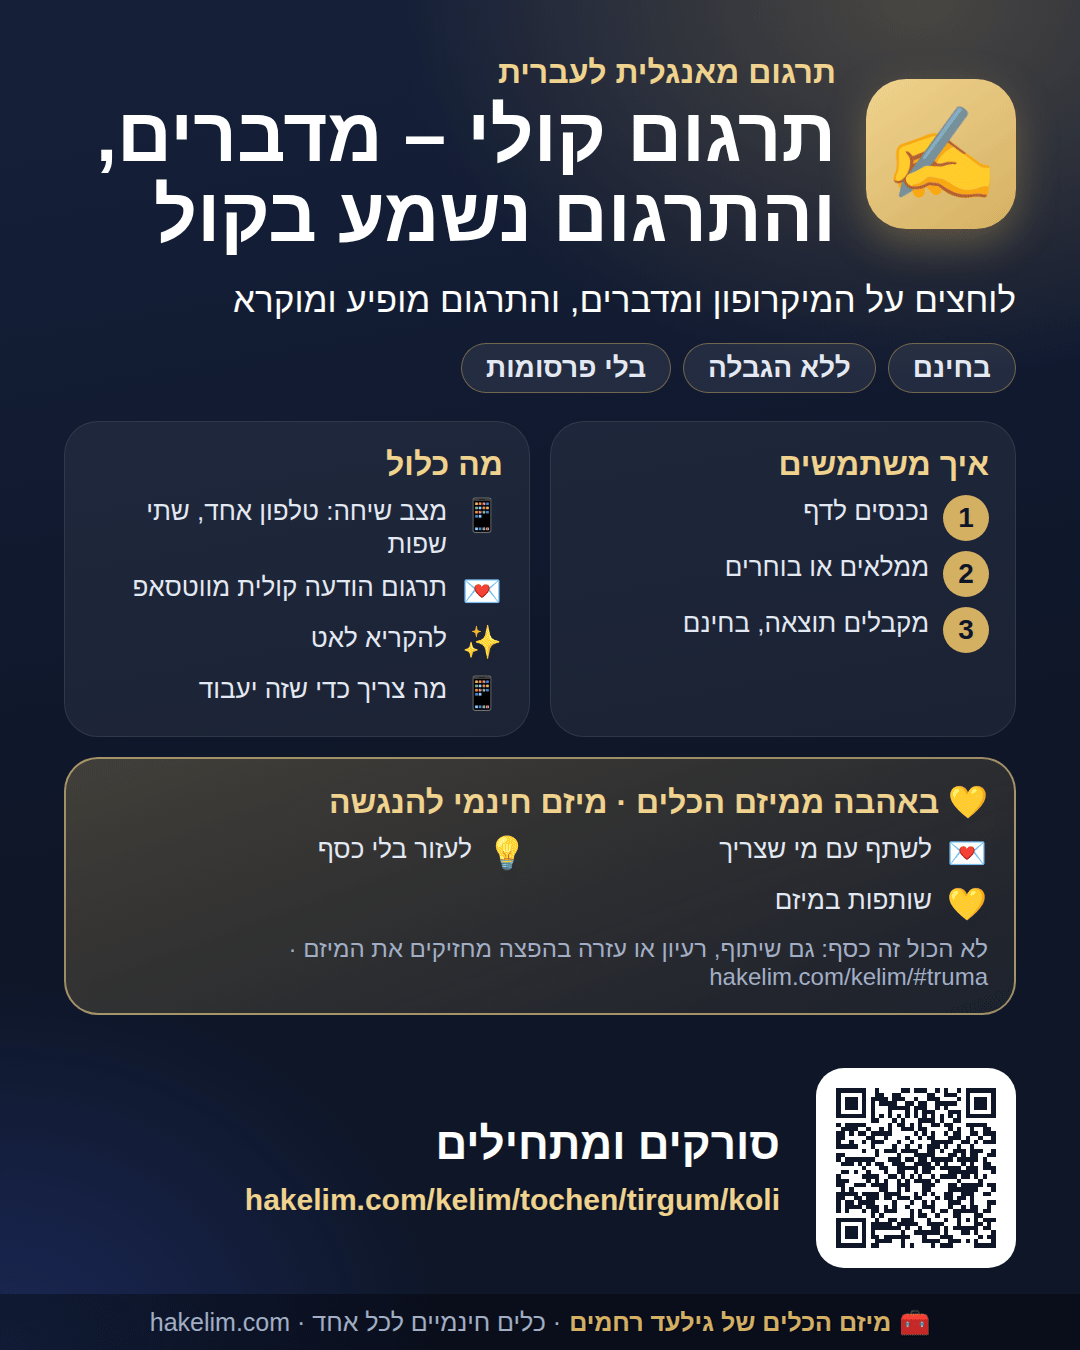 תרגום מאנגלית לעברית
תרגום קולי – מדברים,
והתרגום נשמע בקול
לוחצים על המיקרופון ומדברים, והתרגום מופיע ומוקרא
בחינם
ללא הגבלה
בלי פרסומות
איך משתמשים
1 נכנסים לדף
2 ממלאים או בוחרים
3 מקבלים תוצאה, בחינם
מה כלול
מצב שיחה: טלפון אחד, שתי
שפות
תרגום הודעה קולית מווטסאפ
להקריא לאט
מה צריך כדי שזה יעבוד
באהבה ממיזם הכלים · מיזם חינמי להנגשה
לשתף עם מי שצריך
לעזור בלי כסף
שותפות במיזם
לא הכול זה כסף: גם שיתוף, רעיון או עזרה בהפצה מחזיקים את המיזם ·
hakelim.com/kelim/#truma
סורקים ומתחילים
hakelim.com/kelim/tochen/tirgum/koli
מיזם הכלים של גילעד רחמים · כלים חינמיים לכל אחד · hakelim.com